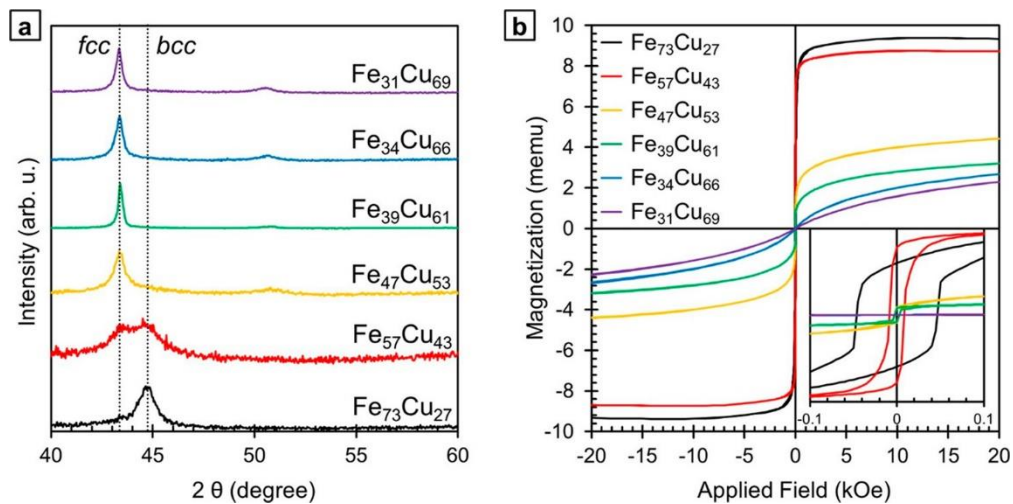 a
fcc
bcc
Fe31Cu69
Fe34Cu66
Fe39Cu61
Fe47Cu53
Fe57Cu43
Fe73Cu27
Intensity (arb. u.)
40 45 50 55 60
2 θ (degree)
b
10
8
6
4
2
0
-2
-4
-6
-8
-10
Magnetization (memu)
Fe73Cu27
Fe57Cu43
Fe47Cu53
Fe39Cu61
Fe34Cu66
Fe31Cu69
-0.1 0 0.1
-20 -15 -10 -5 0 5 10 15 20
Applied Field (kOe)